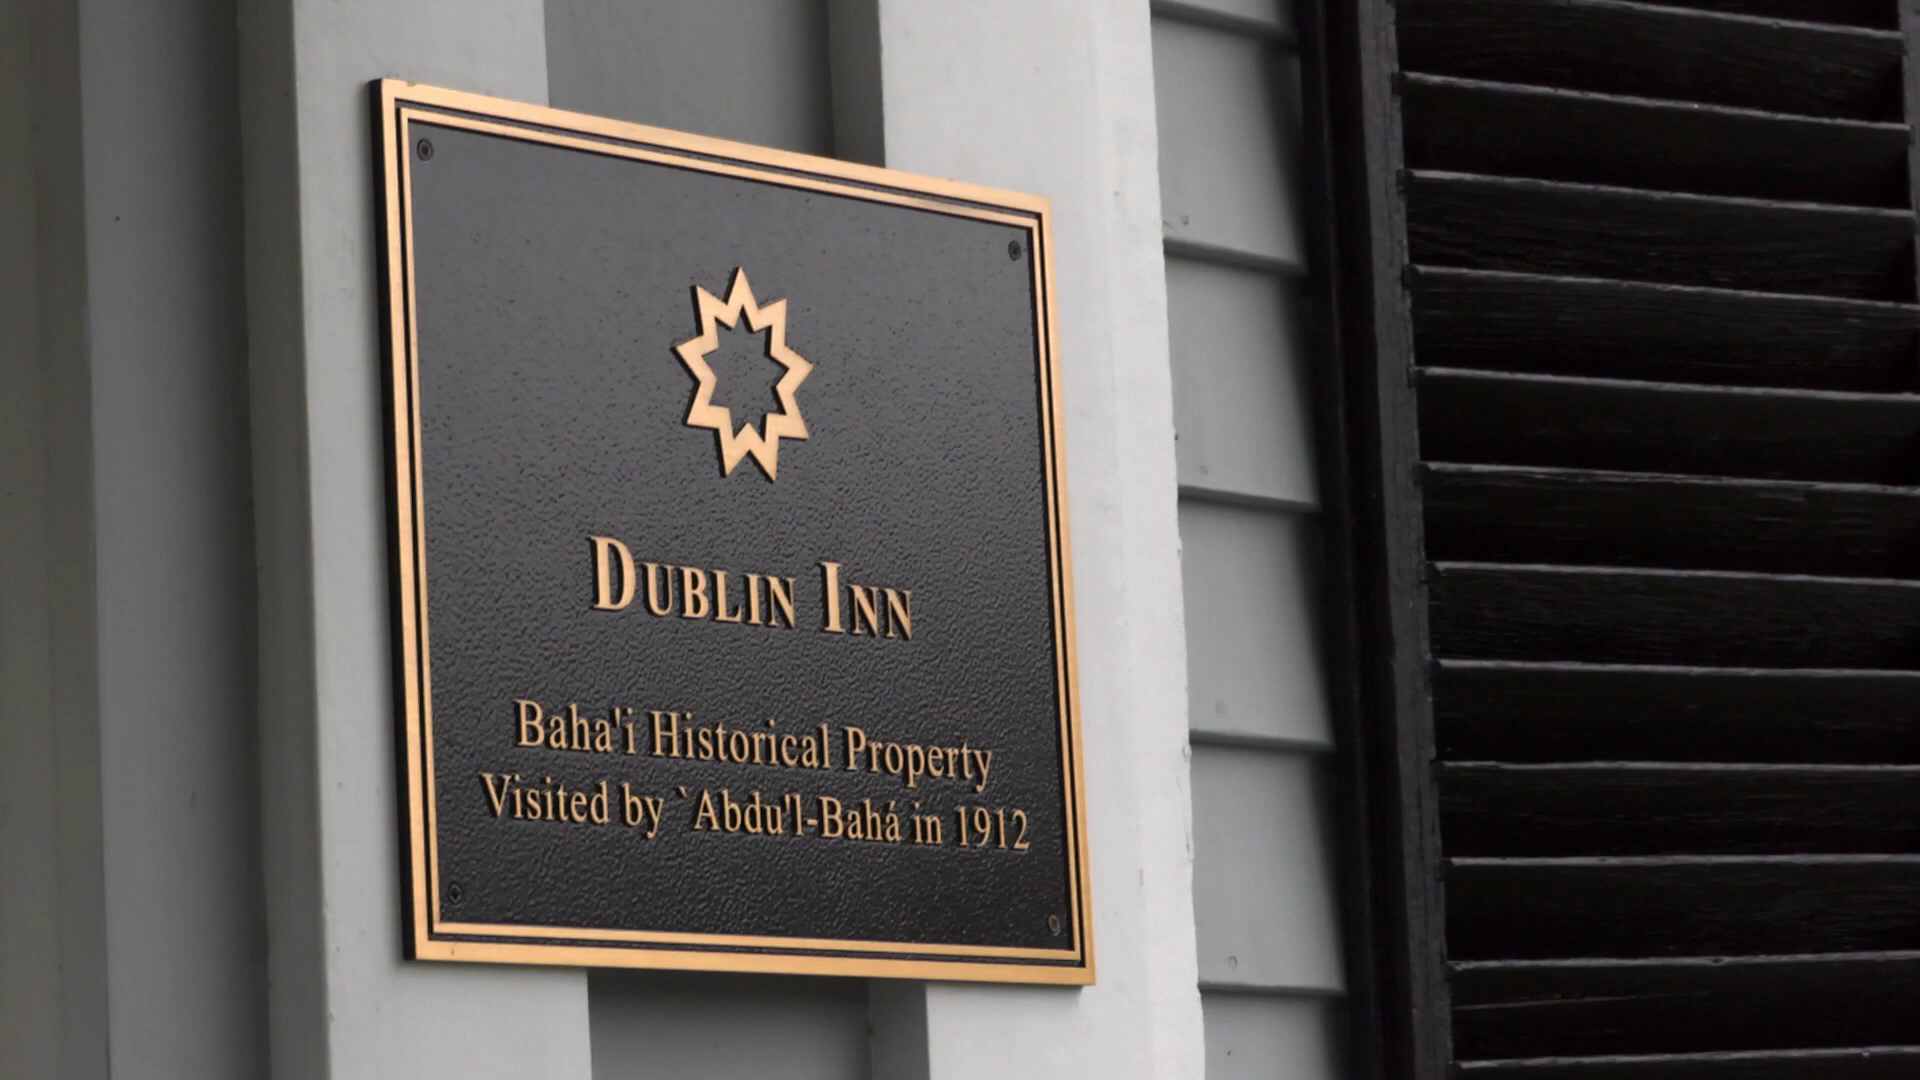 DUBLIN INN
Baha'i Historical Property
Visited by `Abdu'l-Bahá in 1912